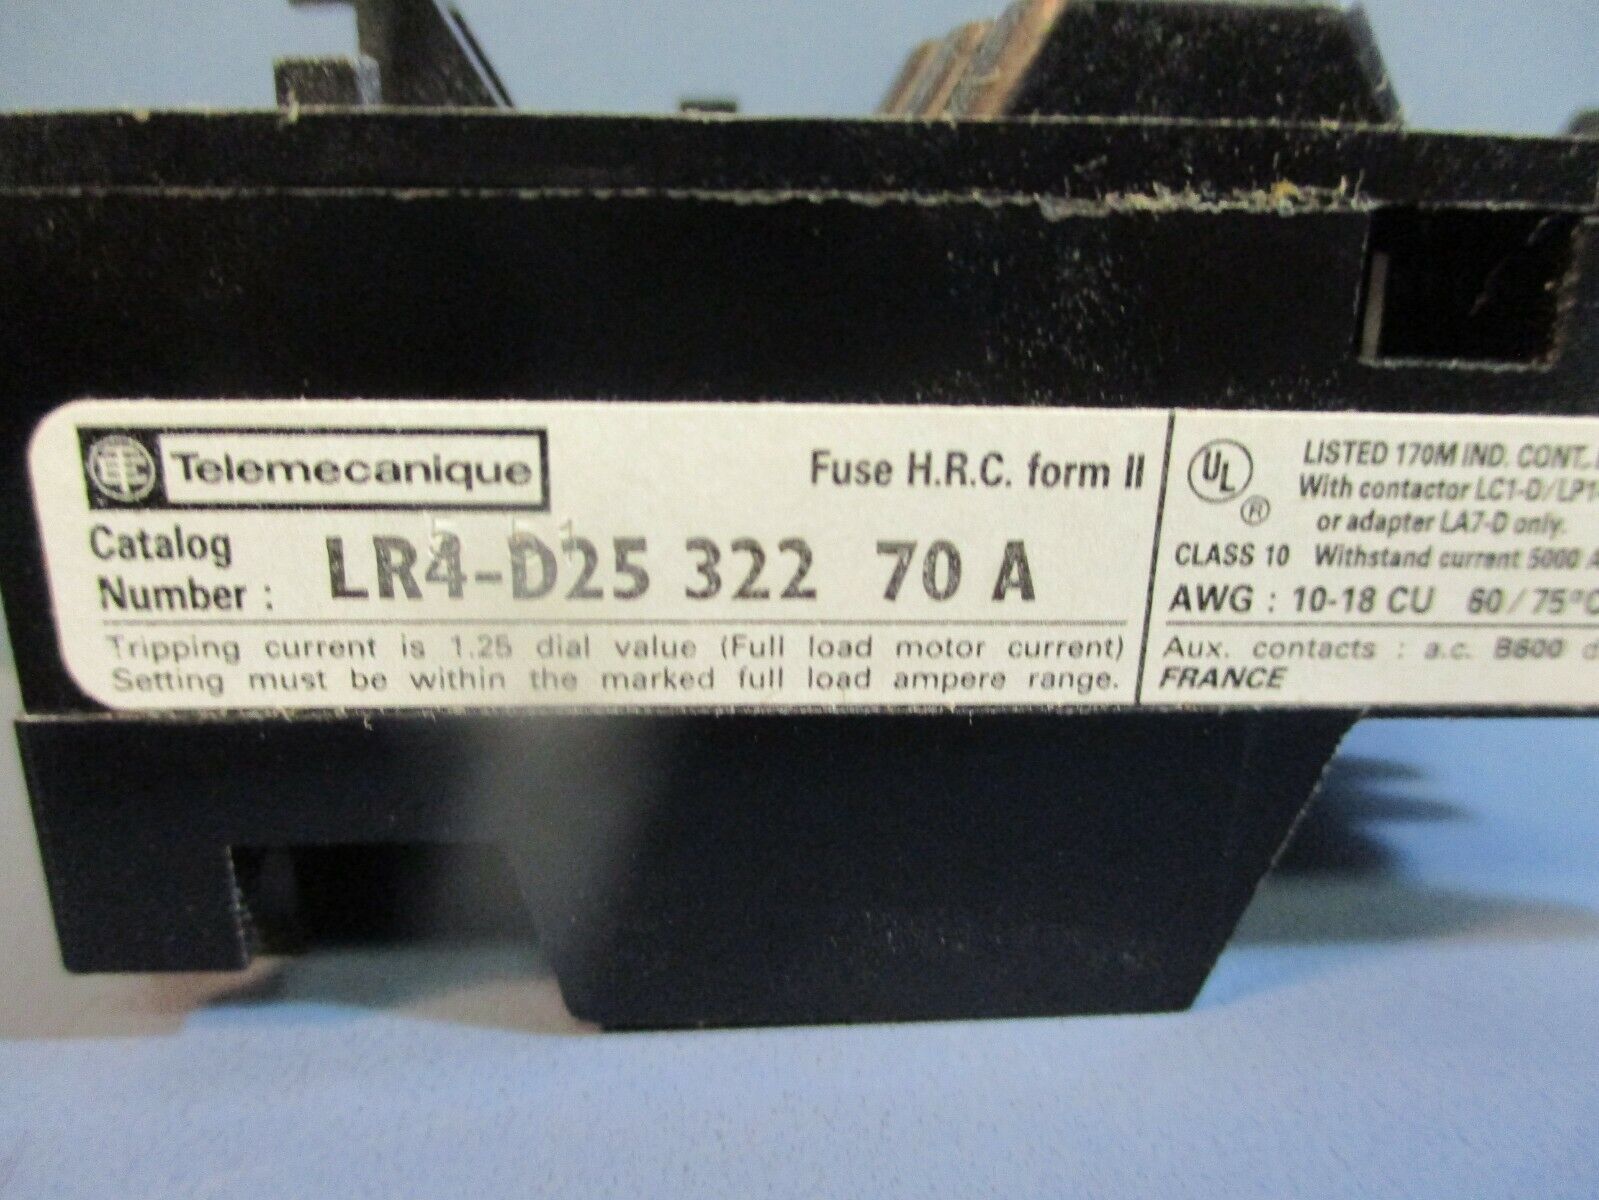 Telemecanique
Fuse H.R.C. form II
Catalog
Number : LR4-D25 322 70 A
Tripping current is 1.25 dial value (Full load motor current)
Setting must be within the marked full load ampere range.
UL ®
LISTED 170M IND. CONT.
With contactor LC1-D/LP1-
or adapter LA7-D only.
CLASS 10 Withstand current 5000 A
AWG : 10-18 CU 60/75°C
Aux. contacts : a.c. B600
FRANCE